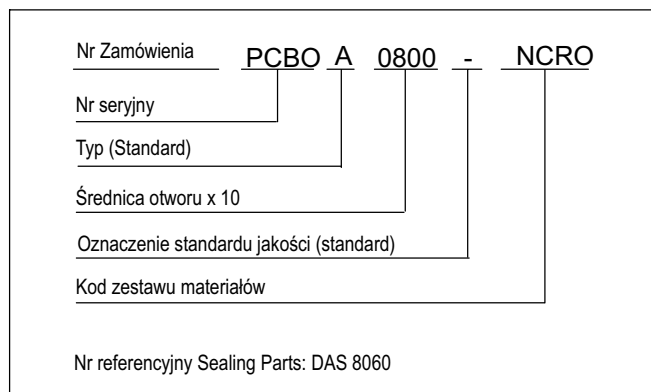 Nr Zamówienia PCBO A 0800 - NCRO
Nr seryjny
Typ (Standard)
Średnica otworu x 10
Oznaczenie standardu jakości (standard)
Kod zestawu materiałów
Nr referencyjny Sealing Parts: DAS 8060